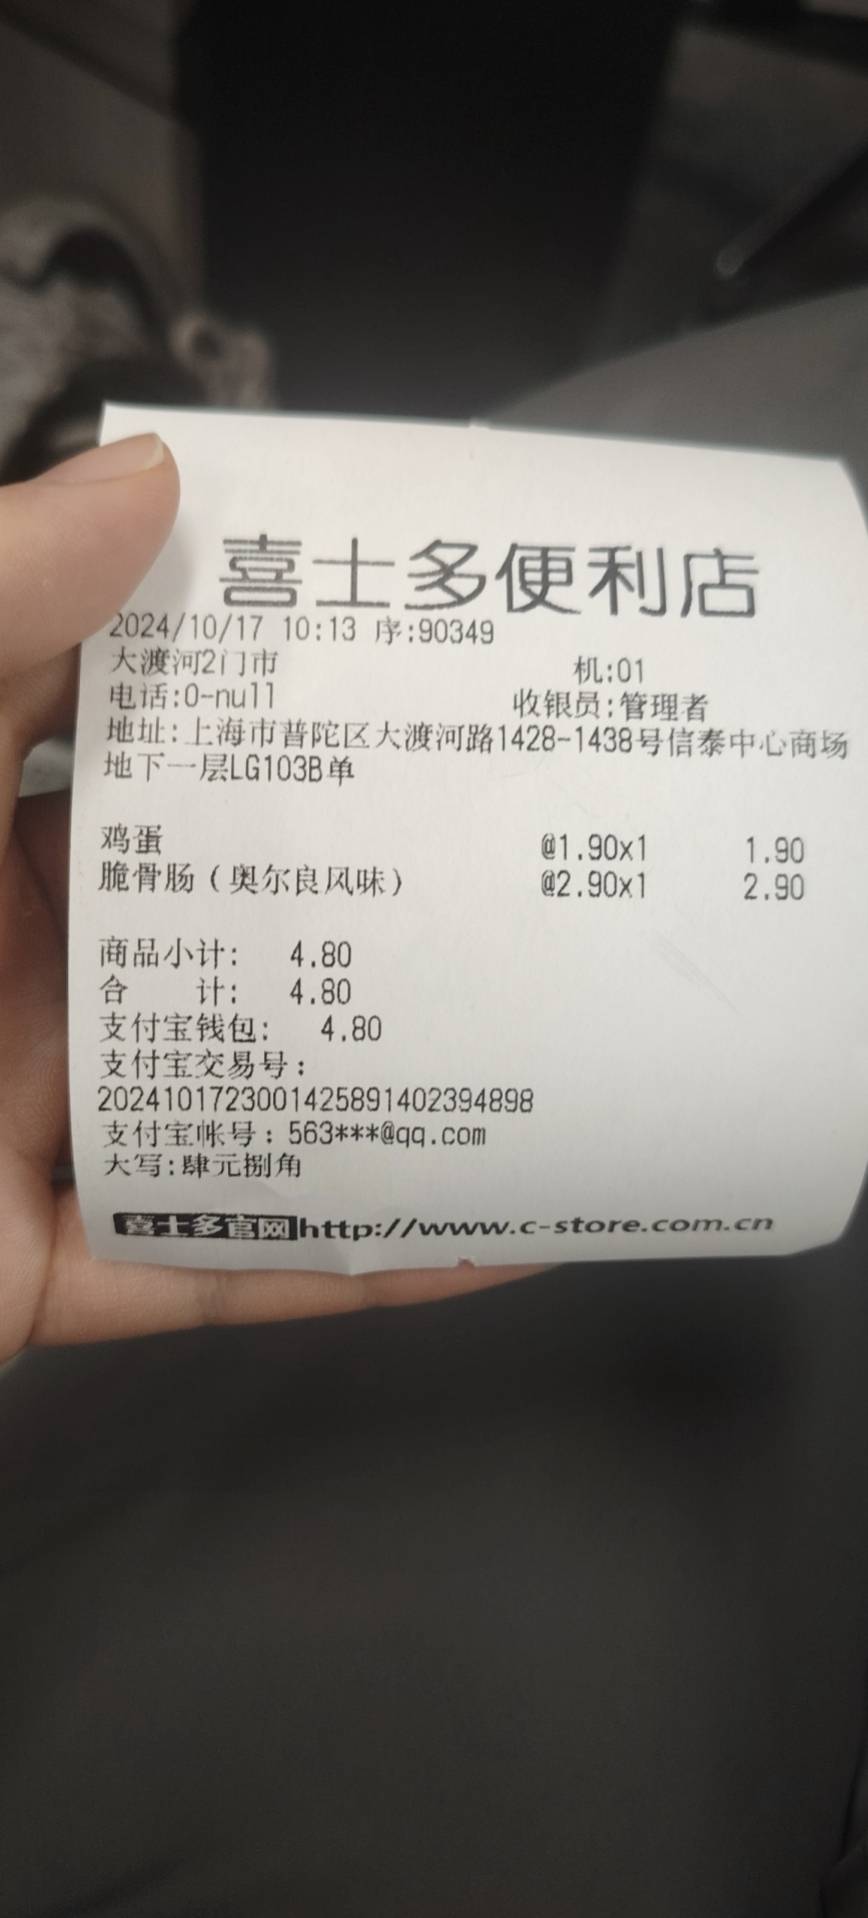 喜士多便利店
2024/10/17 10:13 序:90349
大渡河2门市 机:01
电话:0-null 收银员:管理者
地址:上海市普陀区大渡河路1428-1438号信泰中心商场
地下一层LG103B单
鸡蛋 @1.90x1 1.90
脆骨肠(奥尔良风味) @2.90x1 2.90
商品小计: 4.80
合 计: 4.80
支付宝钱包: 4.80
支付宝交易号:
2024101723001425891402394898
支付宝帐号:563***@qq.com
大写:肆元捌角
喜士多官网http://www.c-store.com.cn